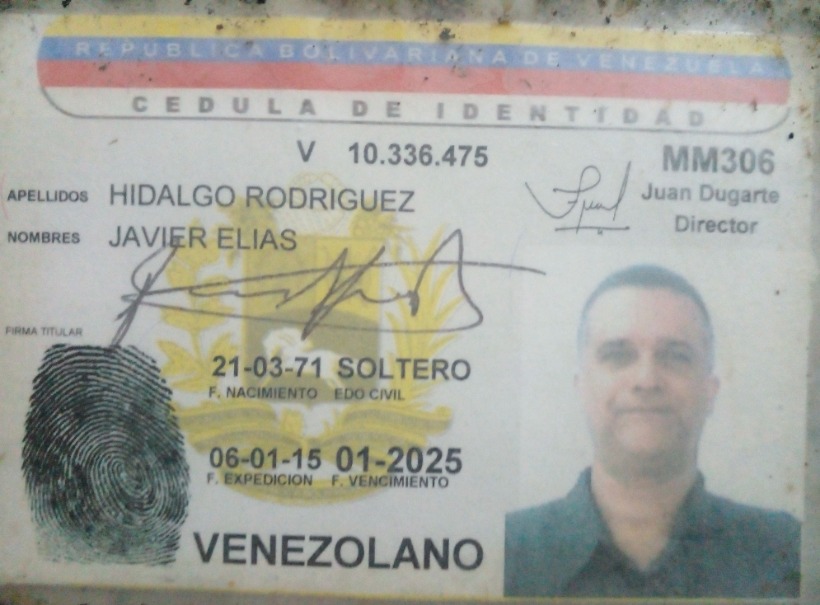 REPUBLICA BOLIVARIANA DE VENEZUELA
CEDULA DE IDENTIDAD
V 10.336.475
MM306
Juan Dugarte
Director
APELLIDOS HIDALGO RODRIGUEZ
NOMBRES JAVIER ELIAS
FIRMA TITULAR
21-03-71 SOLTERO
F. NACIMIENTO EDO CIVIL
06-01-15 01-2025
F. EXPEDICION F. VENCIMIENTO
VENEZOLANO